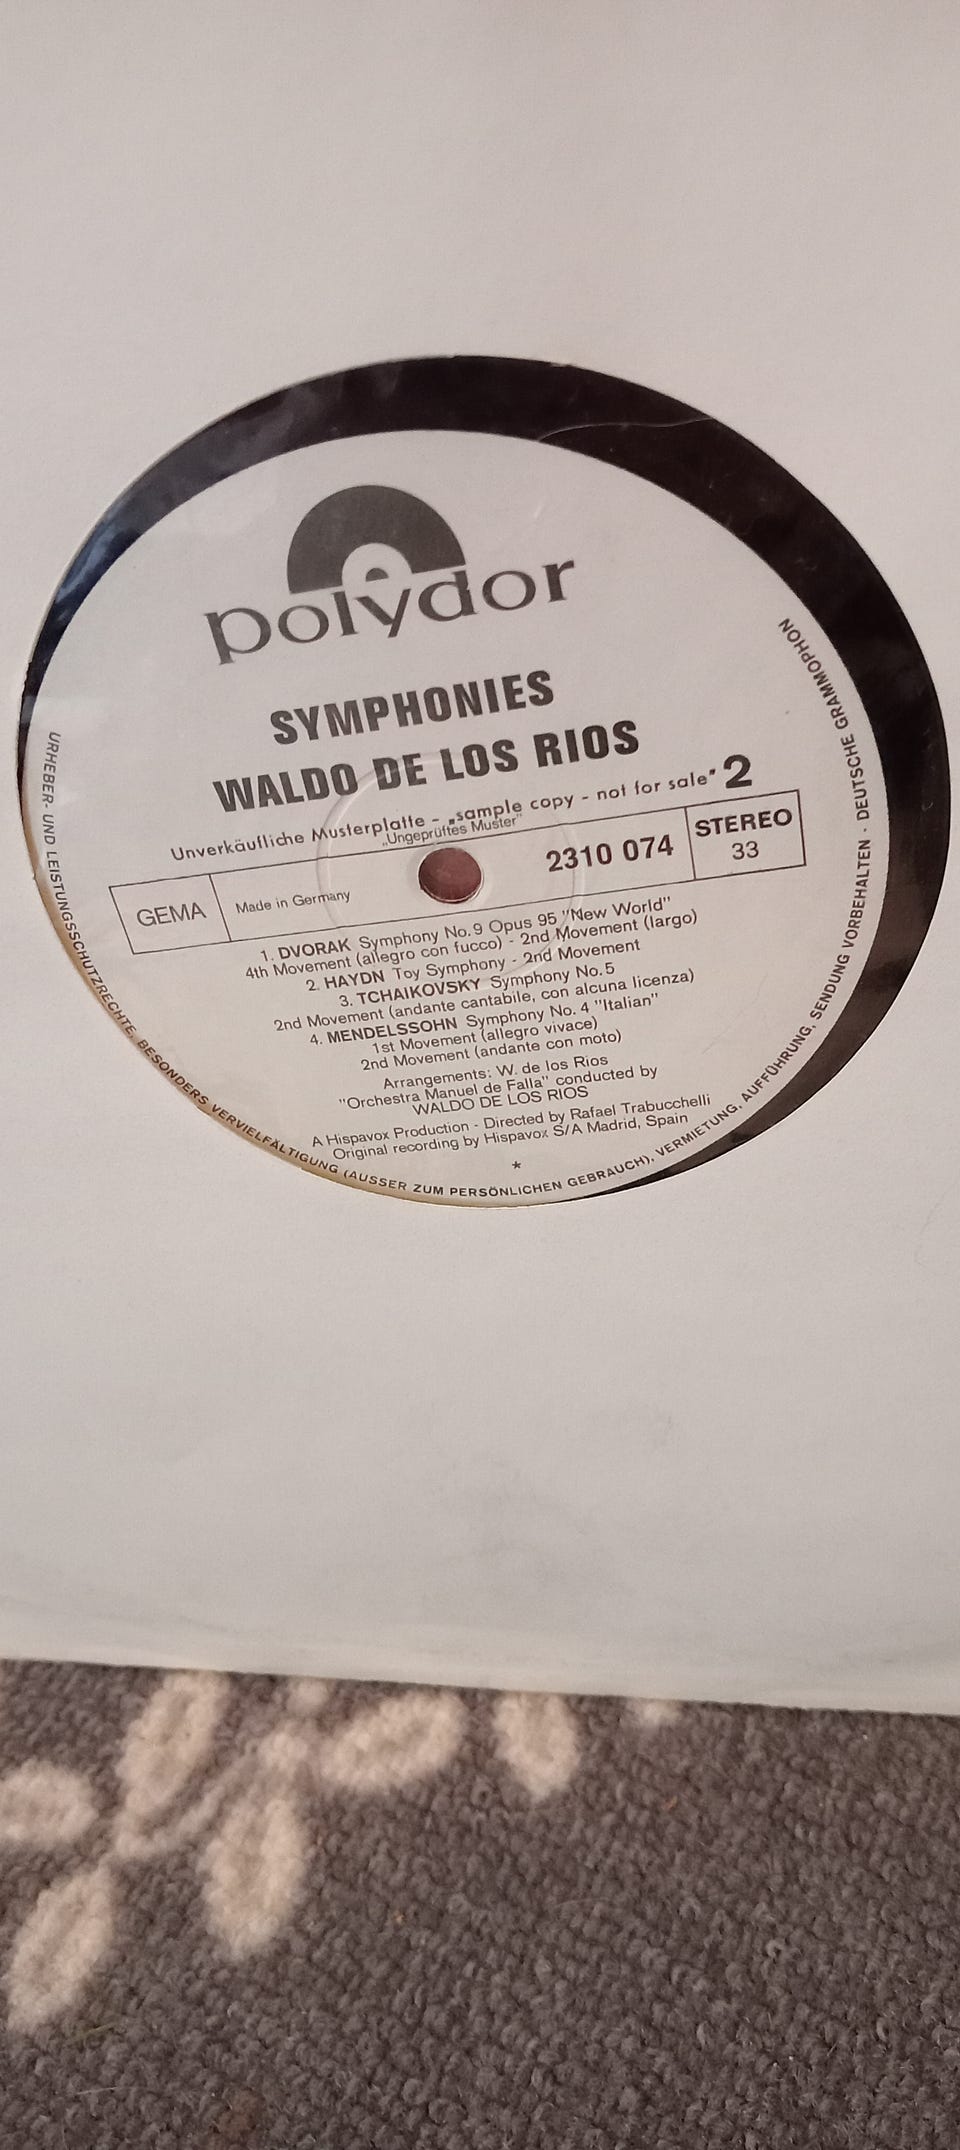 polydor
SYMPHONIES
WALDO DE LOS RIOS
Unverkäufliche Musterplatte - „sample copy - not for sale" 2
„Ungeprüftes Muster"
GEMA
Made in Germany
2310 074
STEREO
33
1. DVORAK Symphony No. 9 Opus 95 "New World"
4th Movement (allegro con fucco) - 2nd Movement (largo)
2. HAYDN Toy Symphony - 2nd Movement
3. TCHAIKOVSKY Symphony No. 5
2nd Movement (andante cantabile, con alcuna licenza)
4. MENDELSSOHN Symphony No. 4 "Italian"
1st Movement (allegro vivace)
2nd Movement (andante con moto)
Arrangements: W. de los Rios
"Orchestra Manuel de Falla" conducted by
WALDO DE LOS RIOS
A Hispavox Production - Directed by Rafael Trabucchelli
Original recording by Hispavox S/A Madrid, Spain
*
URHEBER- UND LEISTUNGSSCHUTZRECHTE, BESONDERS VERVIELFÄLTIGUNG (AUSSER ZUM PERSÖNLICHEN GEBRAUCH), VERMIETUNG, AUFFÜHRUNG, SENDUNG VORBEHALTEN · DEUTSCHE GRAMMOPHON